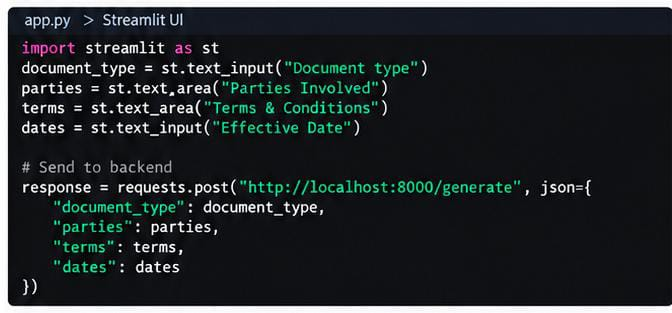 app.py > Streamlit UI
import streamlit as st
document_type = st.text_input("Document type")
parties = st.text.area("Parties Involved")
terms = st.text_area("Terms & Conditions")
dates = st.text_input("Effective Date")
# Send to backend
response = requests.post("http://localhost:8000/generate", json={
    "document_type": document_type,
    "parties": parties,
    "terms": terms,
    "dates": dates
})